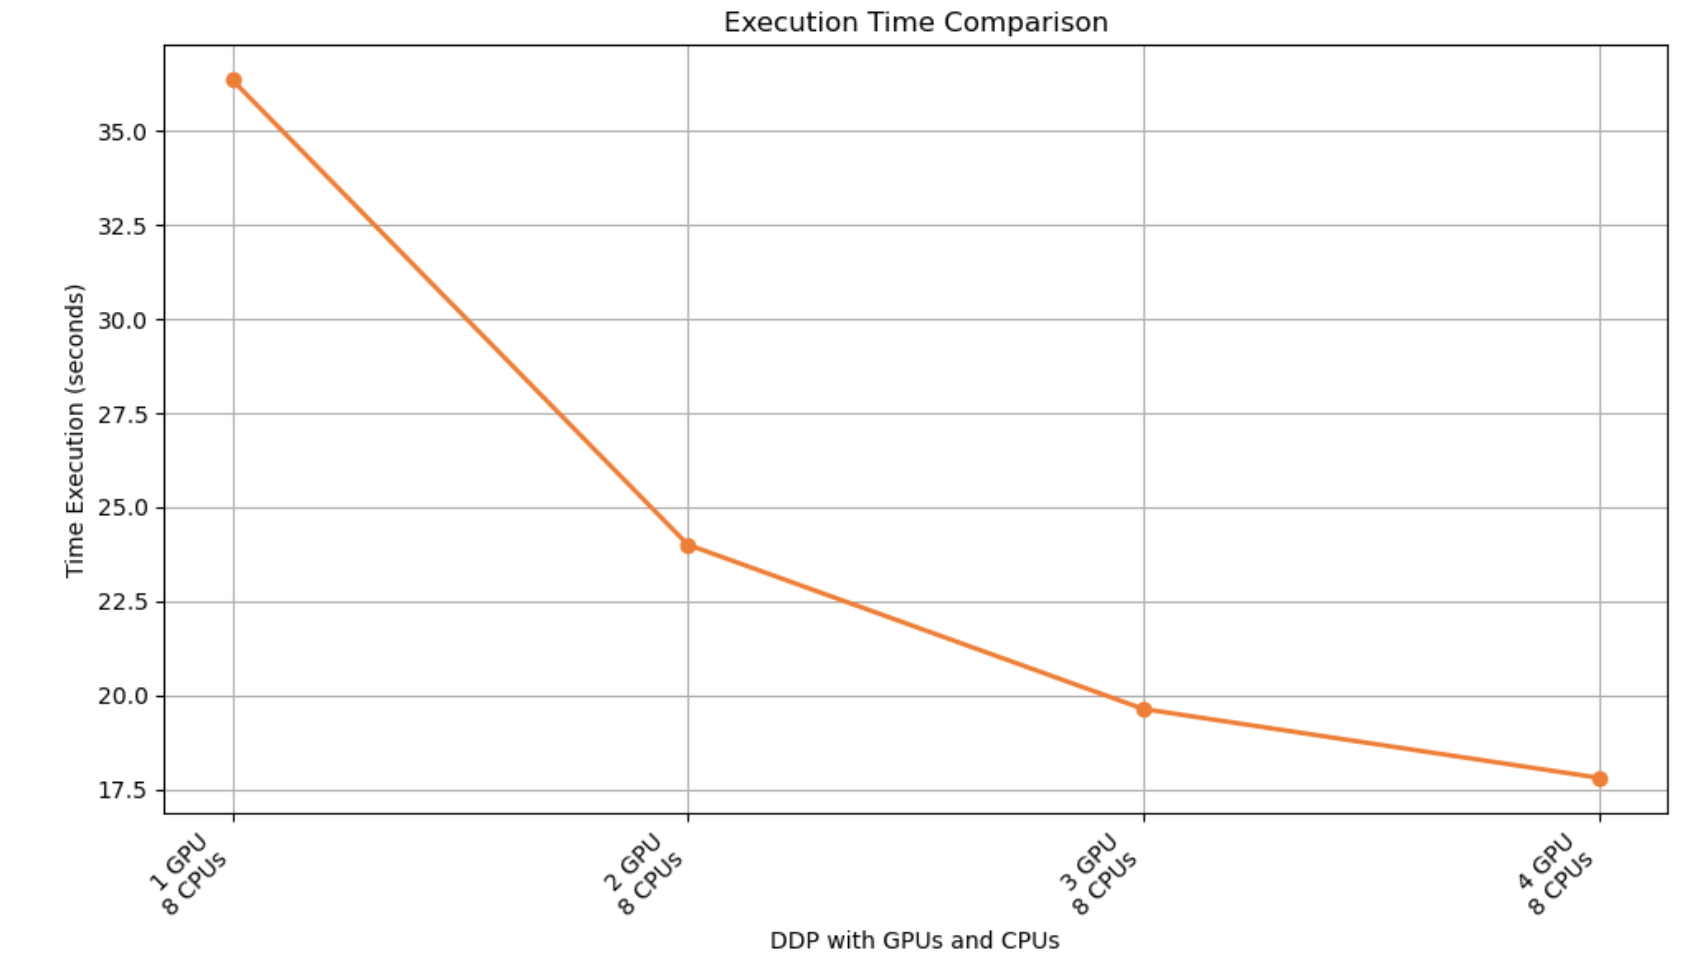 Execution Time Comparison
Time Execution (seconds)
35.0
32.5
30.0
27.5
25.0
22.5
20.0
17.5
1 GPU
8 CPUs
2 GPU
8 CPUs
3 GPU
8 CPUs
4 GPU
8 CPUs
DDP with GPUs and CPUs